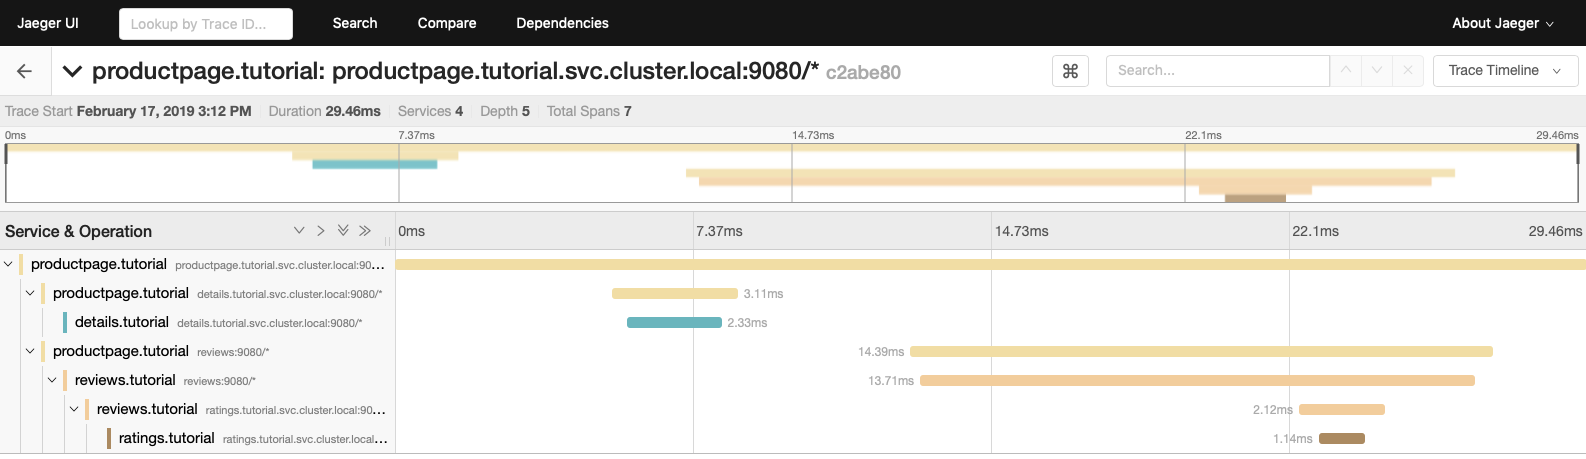 Jaeger UI Lookup by Trace ID... Search Compare Dependencies About Jaeger
productpage.tutorial: productpage.tutorial.svc.cluster.local:9080/* c2abe80 ⌘ Search... Trace Timeline
Trace Start February 17, 2019 3:12 PM Duration 29.46ms Services 4 Depth 5 Total Spans 7
0ms 7.37ms 14.73ms 22.1ms 29.46ms
Service & Operation 0ms 7.37ms 14.73ms 22.1ms 29.46ms
productpage.tutorial productpage.tutorial.svc.cluster.local:90...
productpage.tutorial details.tutorial.svc.cluster.local:9080/* 3.11ms
details.tutorial details.tutorial.svc.cluster.local:9080/* 2.33ms
productpage.tutorial reviews:9080/* 14.39ms
reviews.tutorial reviews:9080/* 13.71ms
reviews.tutorial ratings.tutorial.svc.cluster.local:90... 2.12ms
ratings.tutorial ratings.tutorial.svc.cluster.local... 1.14ms